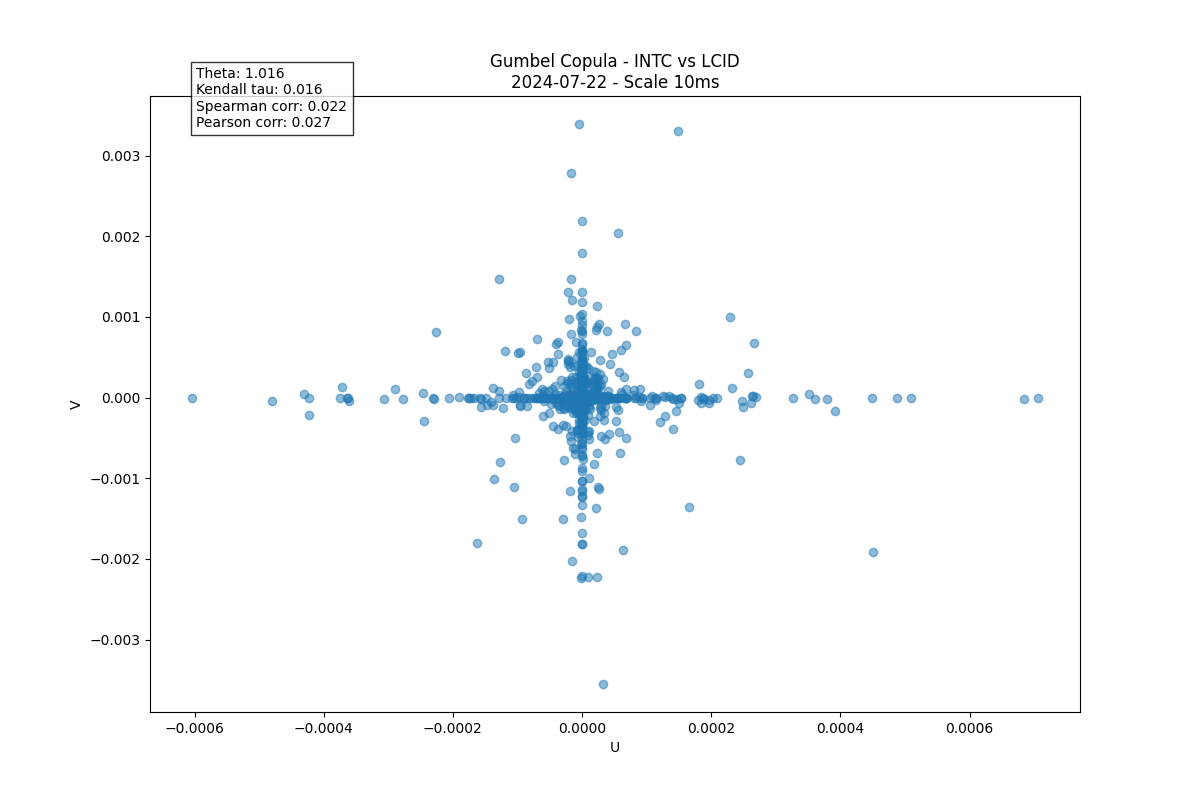 Gumbel Copula - INTC vs LCID
2024-07-22 - Scale 10ms
Theta: 1.016
Kendall tau: 0.016
Spearman corr: 0.022
Pearson corr: 0.027
0.003
0.002
0.001
0.000
−0.001
−0.002
−0.003
V
−0.0006 −0.0004 −0.0002 0.0000 0.0002 0.0004 0.0006
U